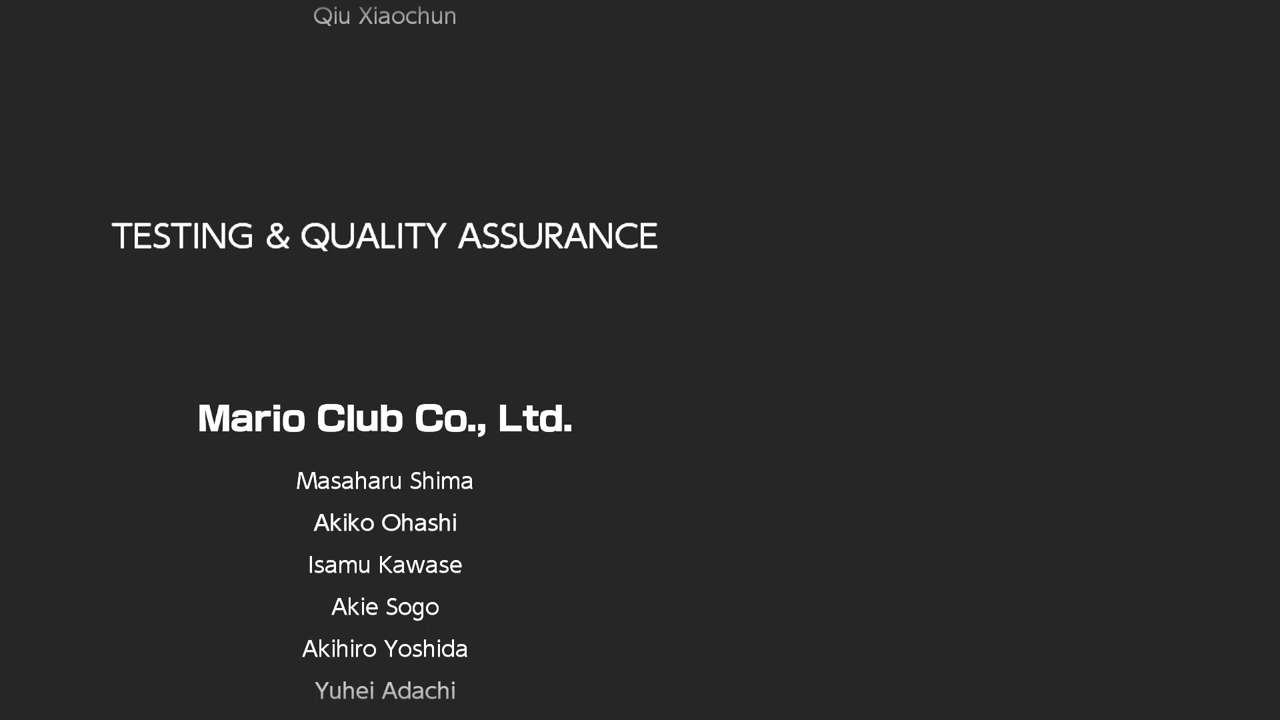 Qiu Xiaochun
TESTING & QUALITY ASSURANCE
Mario Club Co., Ltd.
Masaharu Shima
Akiko Ohashi
Isamu Kawase
Akie Sogo
Akihiro Yoshida
Yuhei Adachi